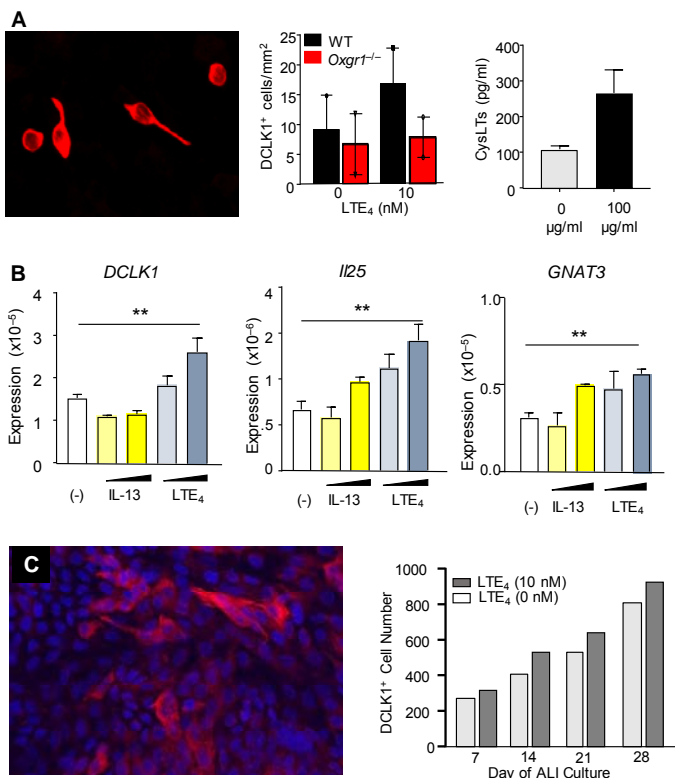 A
DCLK1⁺ cells/mm²
25
20
15
10
5
0
WT
Oxgr1⁻/⁻
0
10
LTE₄ (nM)
CysLTs (pg/ml)
400
300
200
100
0
0 µg/ml
100 µg/ml
B
DCLK1
Expression (x10⁻⁵)
4
3
2
1
0
**
(-) IL-13 LTE₄
Il25
Expression (x10⁻⁶)
4
2
1
.5
0
**
(-) IL-13 LTE₄
GNAT3
Expression (x10⁻⁵)
1.0
0.5
0.0
**
(-) IL-13 LTE₄
C
DCLK1⁺ Cell Number
1000
800
600
400
200
0
LTE₄ (10 nM)
LTE₄ (0 nM)
7 14 21 28
Day of ALI Culture